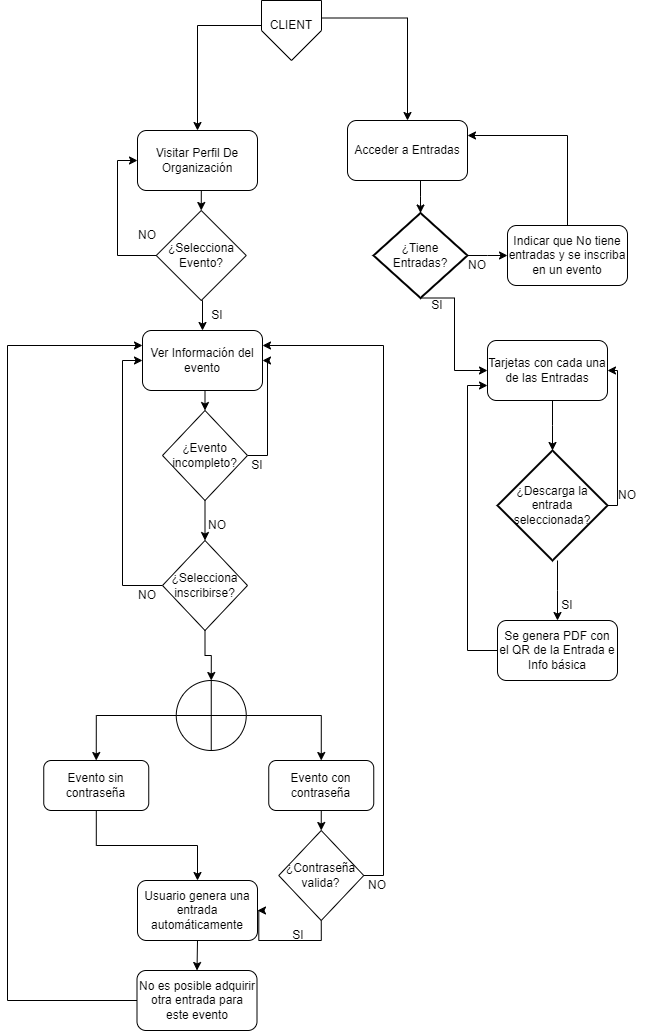 CLIENT
Visitar Perfil De
Organización
NO
¿Selecciona
Evento?
SI
Ver Información del
evento
¿Evento
incompleto?
SI
NO
¿Selecciona
inscribirse?
NO
Evento sin
contraseña
Evento con
contraseña
¿Contraseña
valida?
NO
SI
Usuario genera una
entrada
automáticamente
No es posible adquirir
otra entrada para
este evento
Acceder a Entradas
¿Tiene
Entradas?
NO
Indicar que No tiene
entradas y se inscriba
en un evento
SI
Tarjetas con cada una
de las Entradas
¿Descarga la
entrada
seleccionada?
NO
SI
Se genera PDF con
el QR de la Entrada e
Info básica